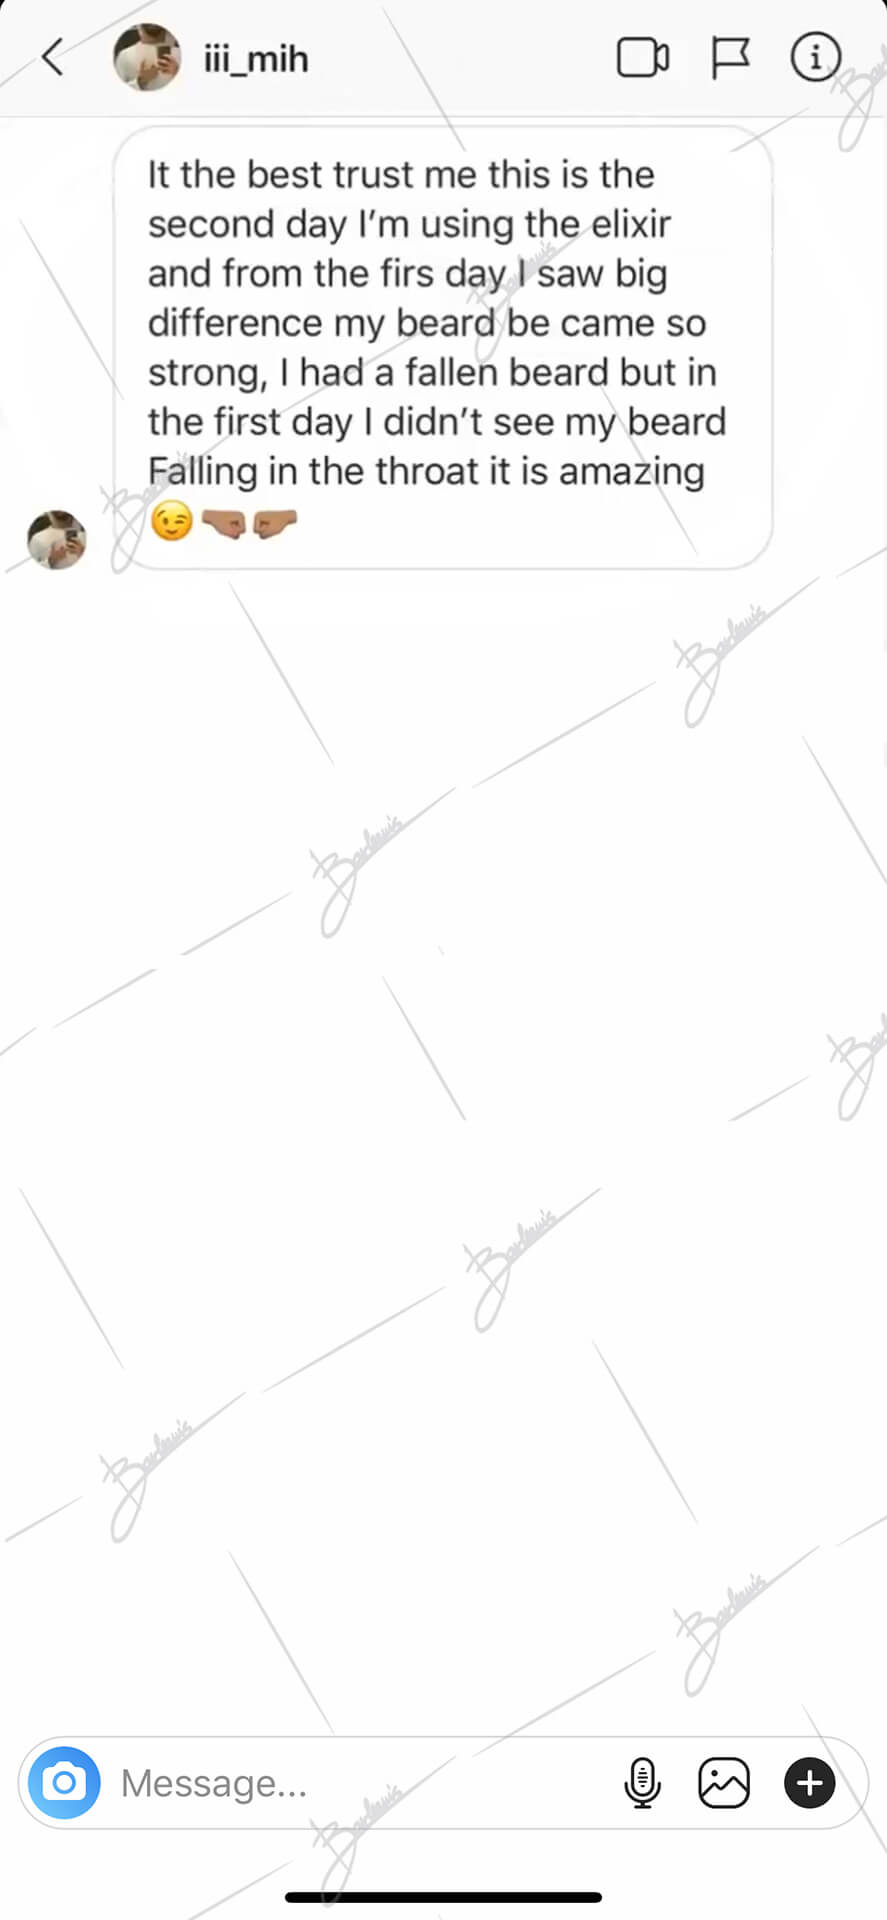 iii_mih
It the best trust me this is the
second day I’m using the elixir
and from the firs day I saw big
difference my beard be came so
strong, I had a fallen beard but in
the first day I didn’t see my beard
Falling in the throat it is amazing
😉🤜🏽🤛🏽
Message...